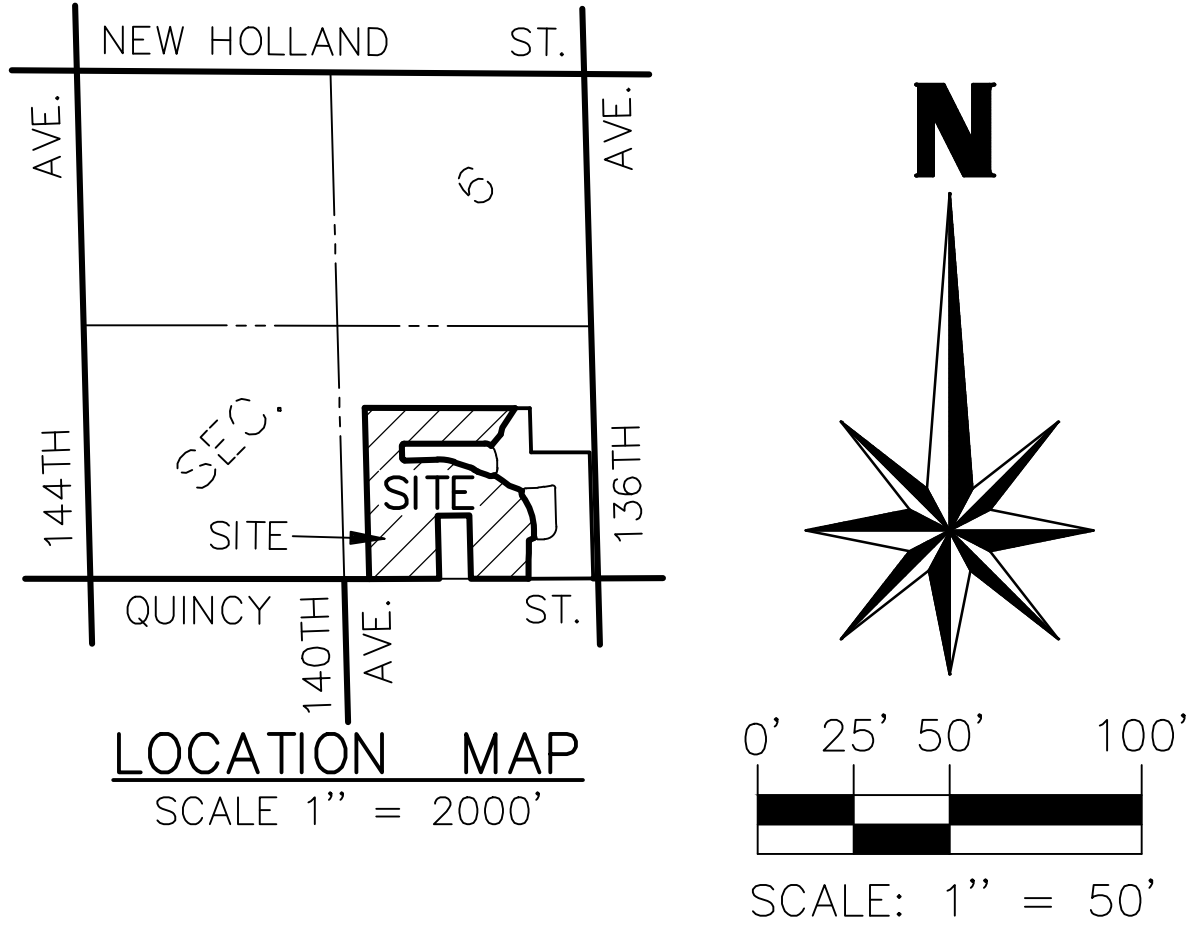 NEW HOLLAND ST.
AVE.
AVE.
N
6
SEC.
144TH
136TH
SITE
SITE
QUINCY ST.
140TH
AVE.
LOCATION MAP
SCALE 1'' = 2000'
0' 25' 50' 100'
SCALE: 1'' = 50'